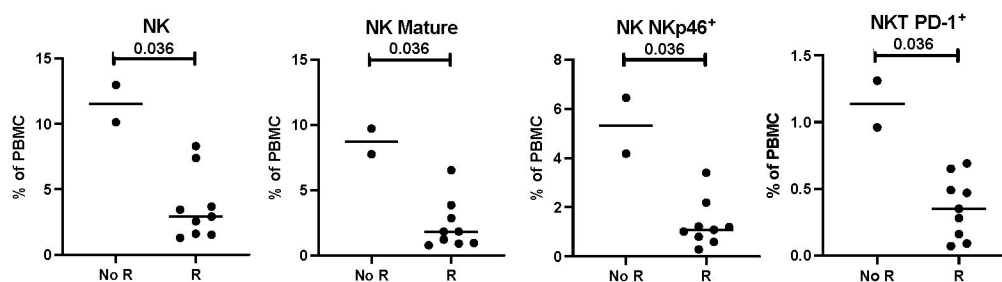 NK
0.036
15
10
5
0
% of PBMC
No R
R
NK Mature
0.036
15
10
5
0
% of PBMC
No R
R
NK NKp46⁺
0.036
8
6
4
2
0
% of PBMC
No R
R
NKT PD-1⁺
0.036
1.5
1.0
0.5
0.0
% of PBMC
No R
R